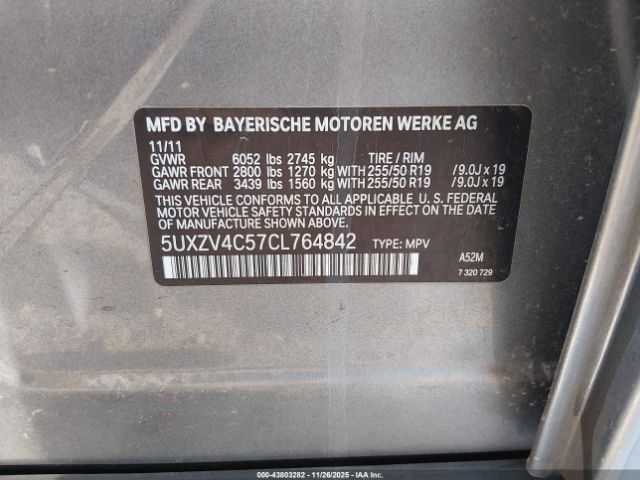 MFD BY BAYERISCHE MOTOREN WERKE AG
11/11
GVWR 6052 lbs 2745 kg TIRE / RIM
GAWR FRONT 2800 lbs 1270 kg WITH 255/50 R19 /9.0J x 19
GAWR REAR 3439 lbs 1560 kg WITH 255/50 R19 /9.0J x 19
THIS VEHICLE CONFORMS TO ALL APPLICABLE U. S. FEDERAL
MOTOR VEHICLE SAFETY STANDARDS IN EFFECT ON THE DATE
OF MANUFACTURE SHOWN ABOVE.
5UXZV4C57CL764842 TYPE: MPV
A52M
7 320 729
000-43803282 - 11/26/2025 - IAA Inc.